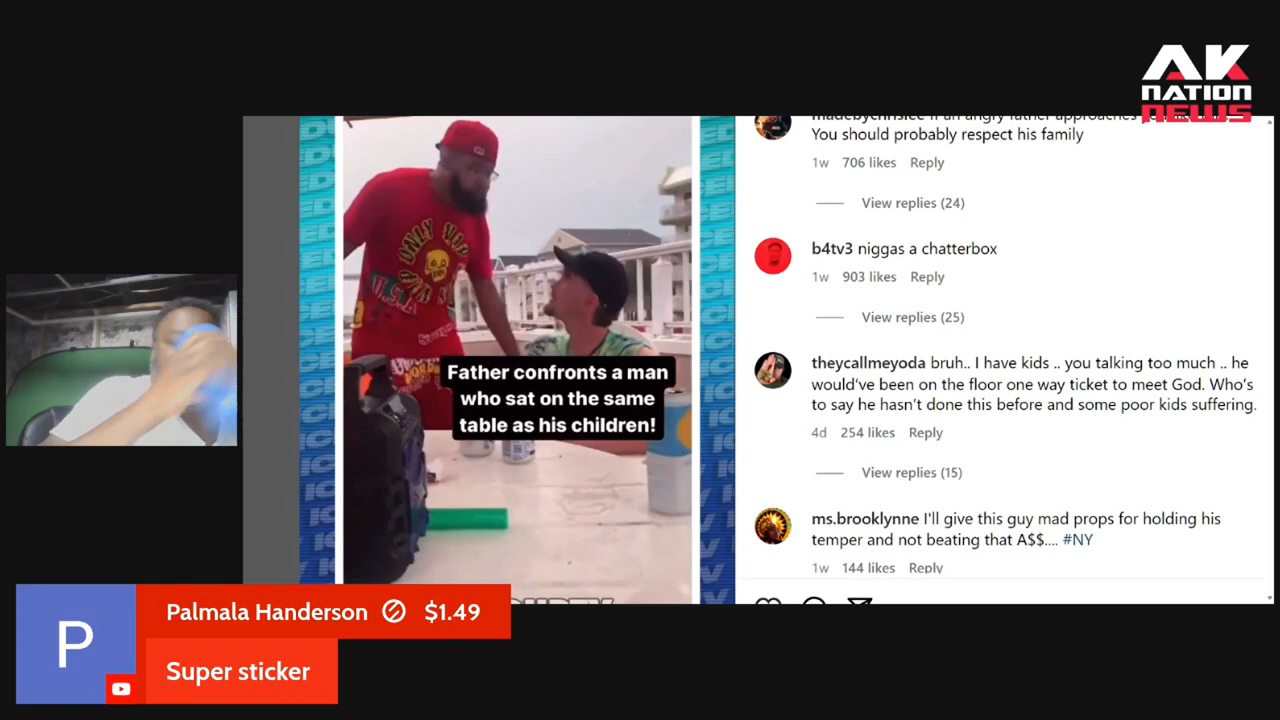 AK
NATION
NEWS
You should probably respect his family
1w 706 likes Reply
View replies (24)
b4tv3 niggas a chatterbox
1w 903 likes Reply
View replies (25)
theycallmeyoda bruh.. I have kids .. you talking too much .. he
would've been on the floor one way ticket to meet God. Who's
to say he hasn't done this before and some poor kids suffering.
4d 254 likes Reply
View replies (15)
ms.brooklynne I'll give this guy mad props for holding his
temper and not beating that A$$.... #NY
1w 144 likes Reply
ONLY YOU
U.S.A
Father confronts a man
who sat on the same
table as his children!
P
Palmala Handerson $1.49
Super sticker